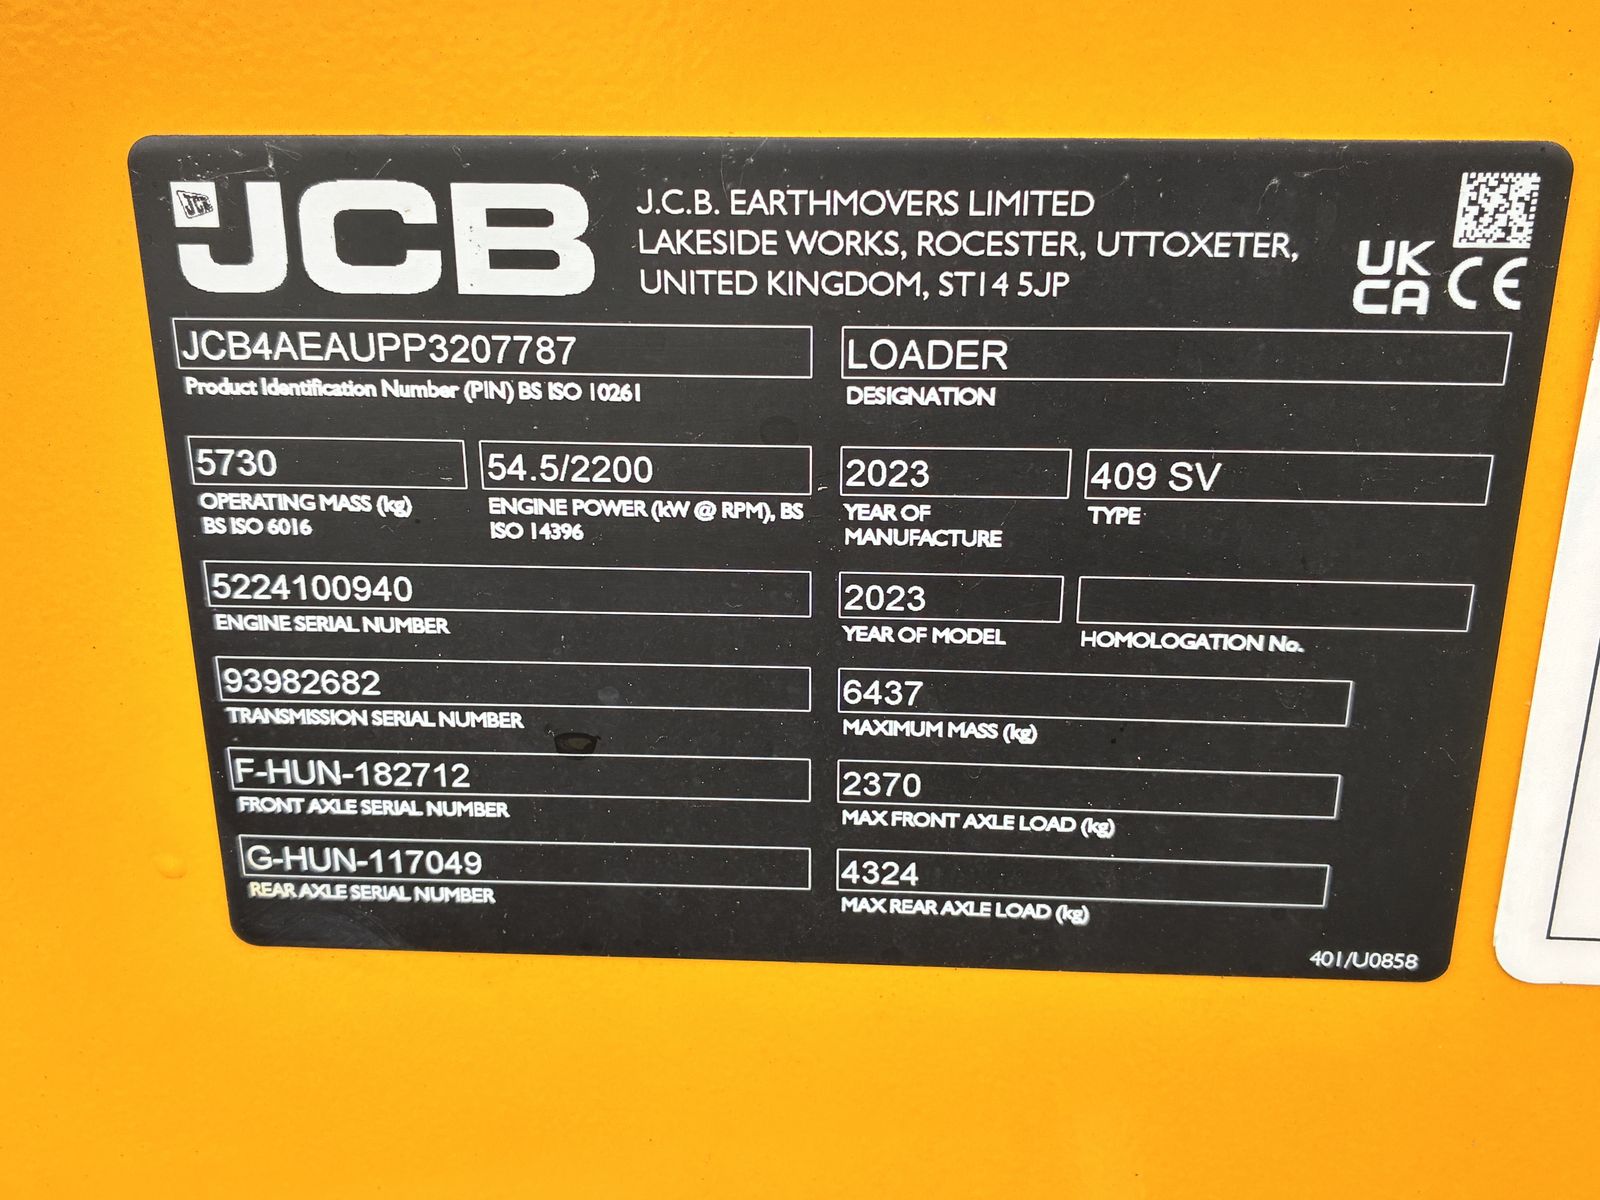 JCB
JCB
J.C.B. EARTHMOVERS LIMITED
LAKESIDE WORKS, ROCESTER, UTTOXETER,
UNITED KINGDOM, ST14 5JP
UK
CA
CE
JCB4AEAUPP3207787
Product Identification Number (PIN) BS ISO 10261
LOADER
DESIGNATION
5730
OPERATING MASS (kg)
BS ISO 6016
54.5/2200
ENGINE POWER (kW @ RPM), BS
ISO 14396
2023
YEAR OF
MANUFACTURE
409 SV
TYPE
5224100940
ENGINE SERIAL NUMBER
2023
YEAR OF MODEL
HOMOLOGATION No.
93982682
TRANSMISSION SERIAL NUMBER
6437
MAXIMUM MASS (kg)
F-HUN-182712
FRONT AXLE SERIAL NUMBER
2370
MAX FRONT AXLE LOAD (kg)
G-HUN-117049
REAR AXLE SERIAL NUMBER
4324
MAX REAR AXLE LOAD (kg)
401/U0858